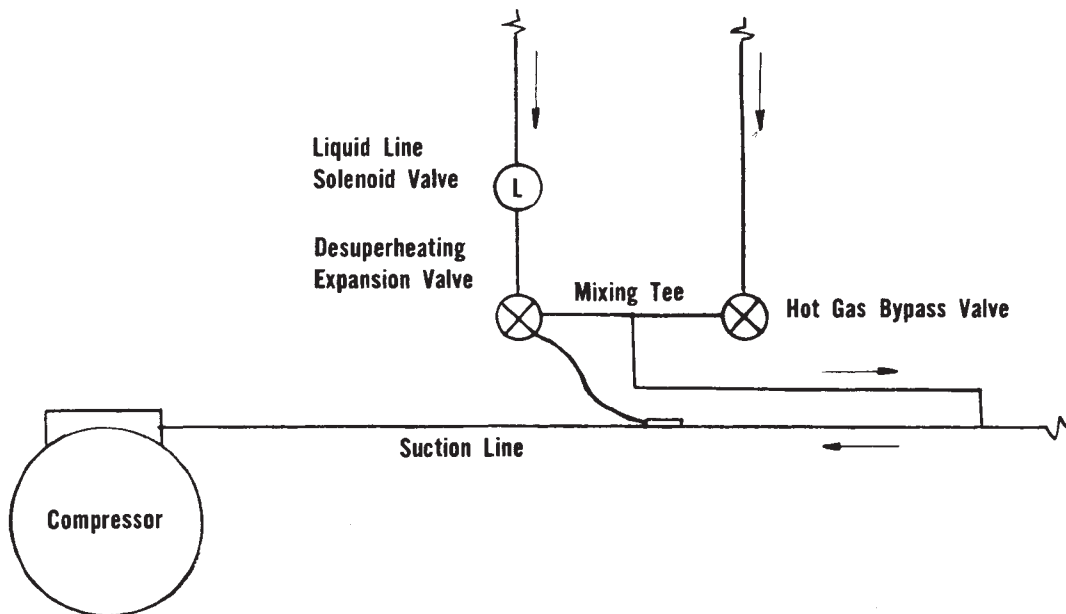 Liquid Line
Solenoid Valve
L
Desuperheating
Expansion Valve
Mixing Tee
Hot Gas Bypass Valve
Suction Line
Compressor